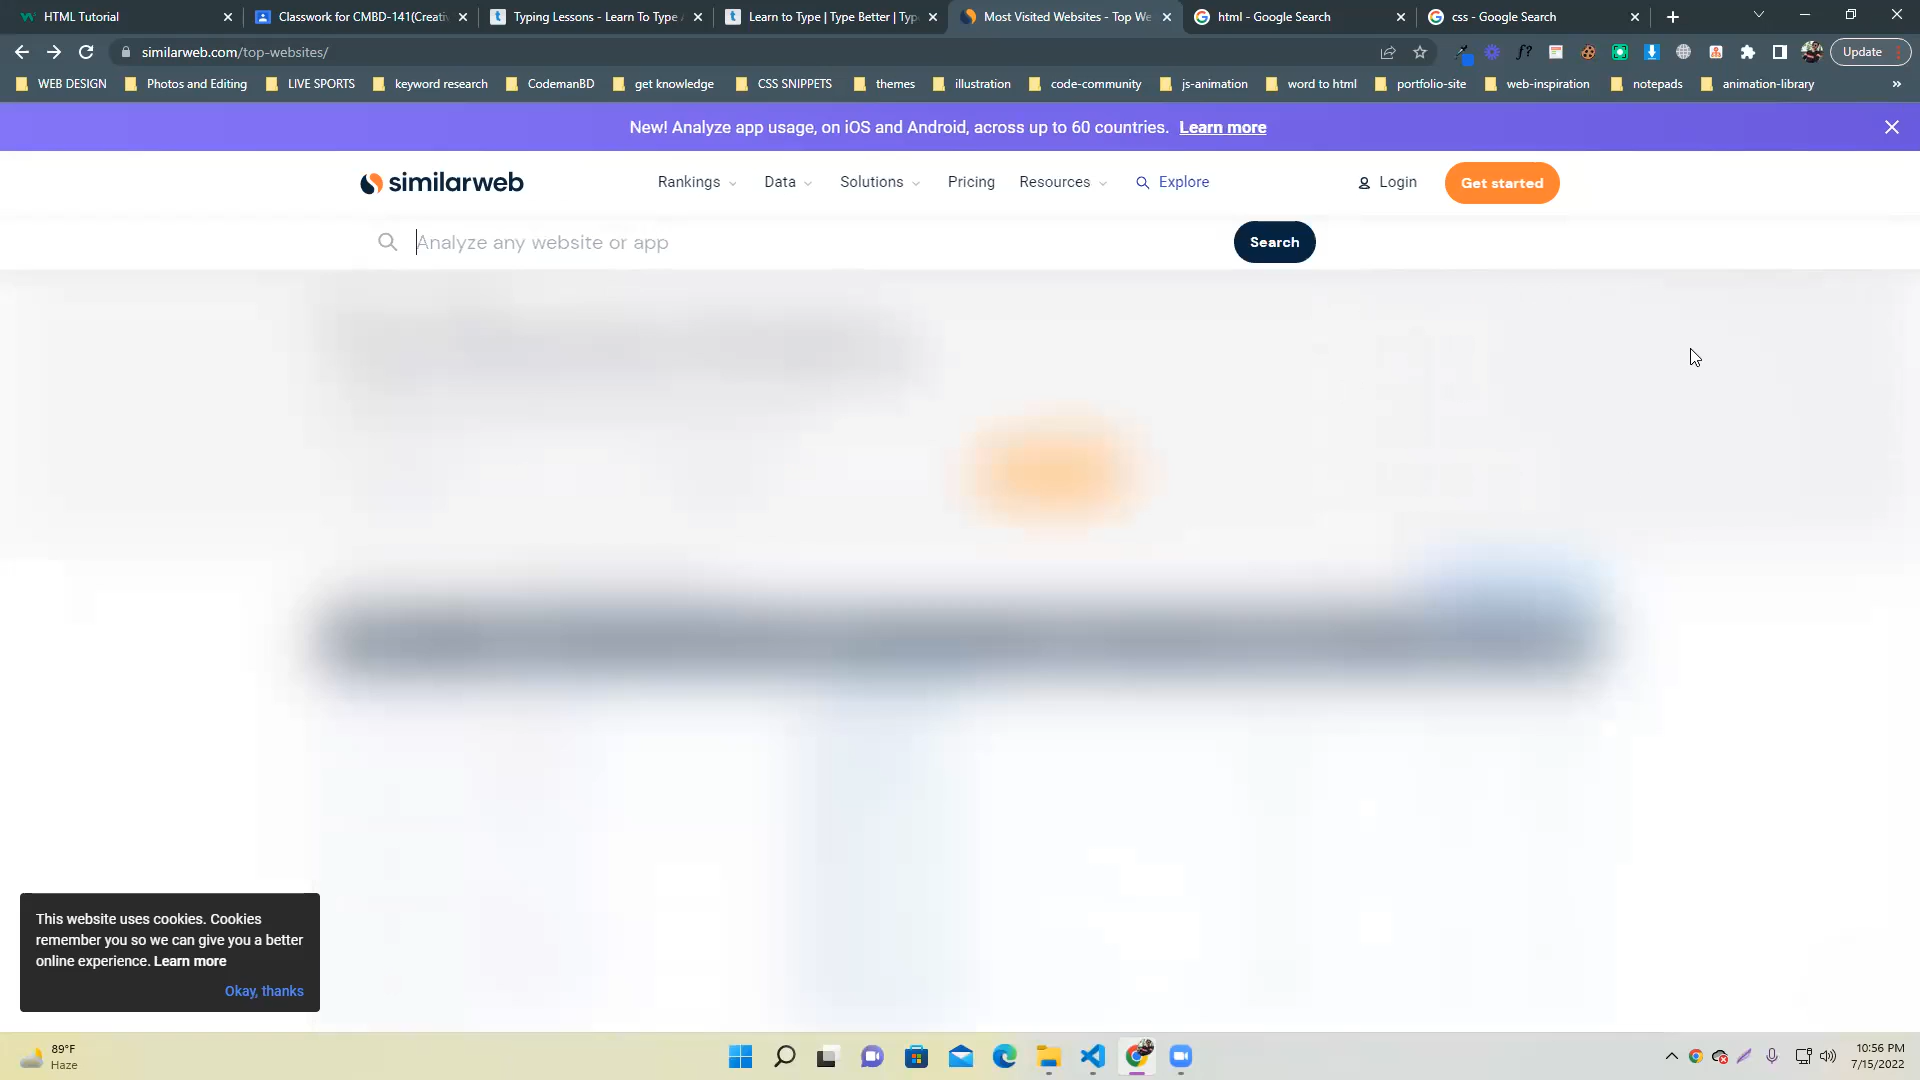 HTML Tutorial
Classwork for CMBD-141(Creati
Typing Lessons - Learn To Type
Learn to Type | Type Better | Typ
Most Visited Websites - Top We
html - Google Search
css - Google Search
similarweb.com/top-websites/
Update
WEB DESIGN
Photos and Editing
LIVE SPORTS
keyword research
CodemanBD
get knowledge
CSS SNIPPETS
themes
illustration
code-community
js-animation
word to html
portfolio-site
web-inspiration
notepads
animation-library
»
New! Analyze app usage, on iOS and Android, across up to 60 countries. Learn more
similarweb
Rankings
Data
Solutions
Pricing
Resources
Explore
Login
Get started
Analyze any website or app
Search
This website uses cookies. Cookies
remember you so we can give you a better
online experience. Learn more
Okay, thanks
89°F
Haze
10:56 PM
7/15/2022